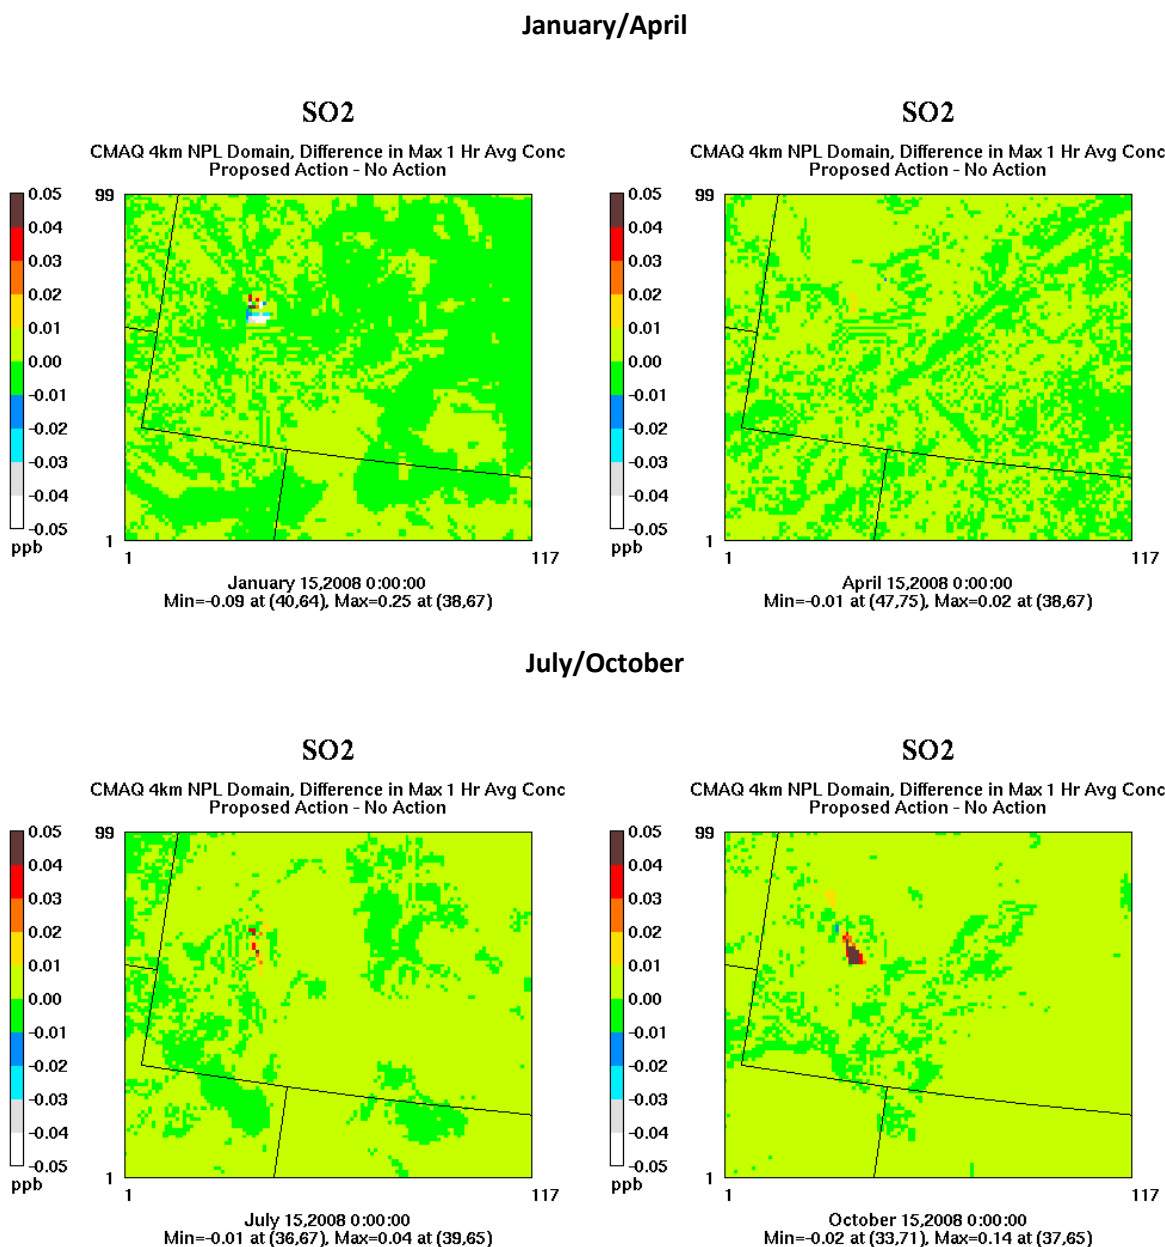 January/April
SO2
CMAQ 4km NPL Domain, Difference in Max 1 Hr Avg Conc
Proposed Action - No Action
0.05
0.04
0.03
0.02
0.01
0.00
-0.01
-0.02
-0.03
-0.04
-0.05
ppb
99
1
1
117
January 15,2008 0:00:00
Min=-0.09 at (40,64), Max=0.25 at (38,67)
SO2
CMAQ 4km NPL Domain, Difference in Max 1 Hr Avg Conc
Proposed Action - No Action
0.05
0.04
0.03
0.02
0.01
0.00
-0.01
-0.02
-0.03
-0.04
-0.05
ppb
99
1
1
117
April 15,2008 0:00:00
Min=-0.01 at (47,75), Max=0.02 at (38,67)
July/October
SO2
CMAQ 4km NPL Domain, Difference in Max 1 Hr Avg Conc
Proposed Action - No Action
0.05
0.04
0.03
0.02
0.01
0.00
-0.01
-0.02
-0.03
-0.04
-0.05
ppb
99
1
1
117
July 15,2008 0:00:00
Min=-0.01 at (36,67), Max=0.04 at (39,65)
SO2
CMAQ 4km NPL Domain, Difference in Max 1 Hr Avg Conc
Proposed Action - No Action
0.05
0.04
0.03
0.02
0.01
0.00
-0.01
-0.02
-0.03
-0.04
-0.05
ppb
99
1
1
117
October 15,2008 0:00:00
Min=-0.02 at (33,71), Max=0.14 at (37,65)